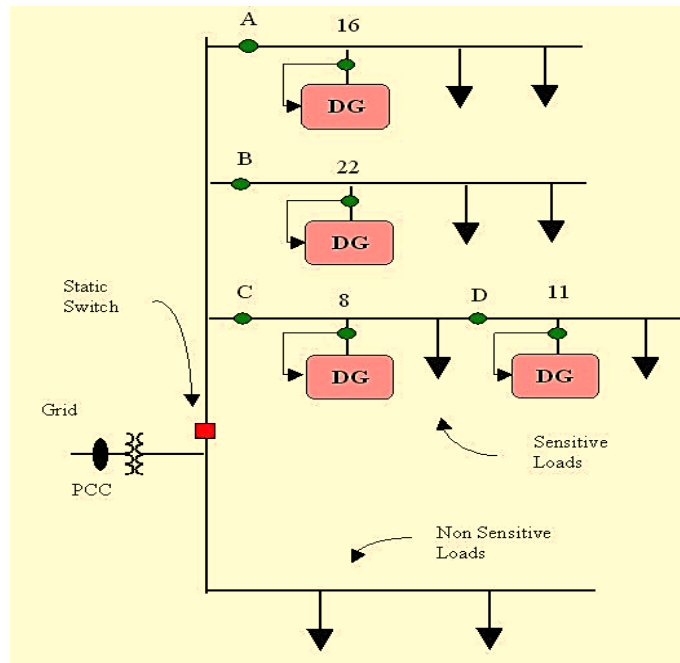 A
16
DG
B
22
DG
Static
Switch
C
8
D
11
DG
DG
Grid
PCC
Sensitive
Loads
Non Sensitive
Loads